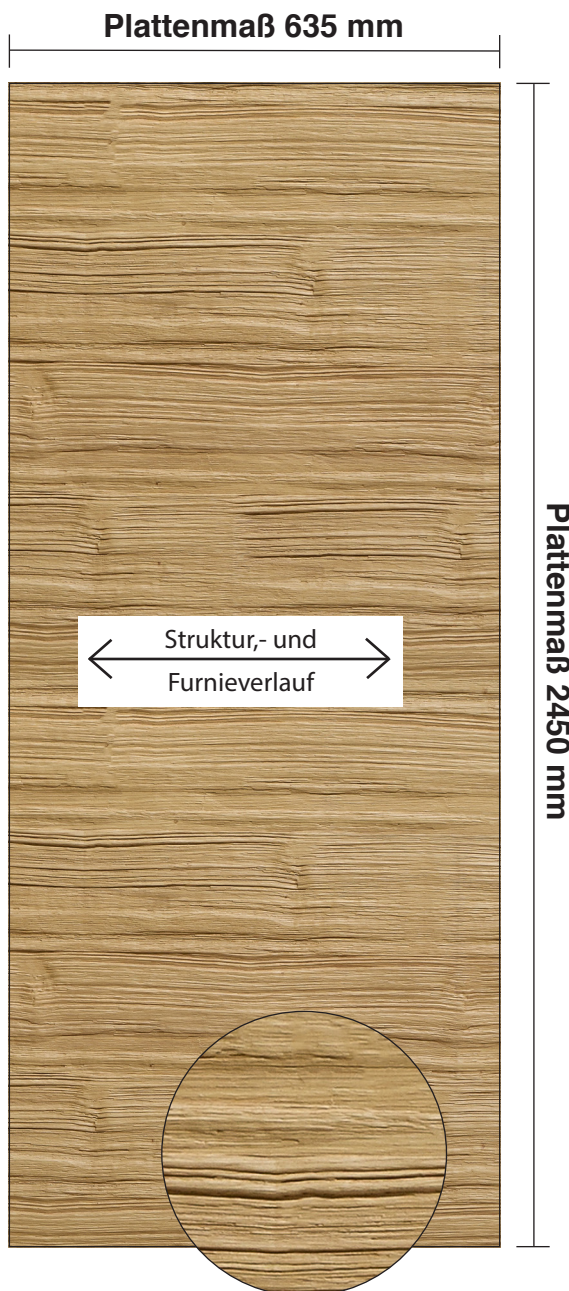 Plattenmaß 635 mm
Struktur,- und
Furnieverlauf
Plattenmaß 2450 mm